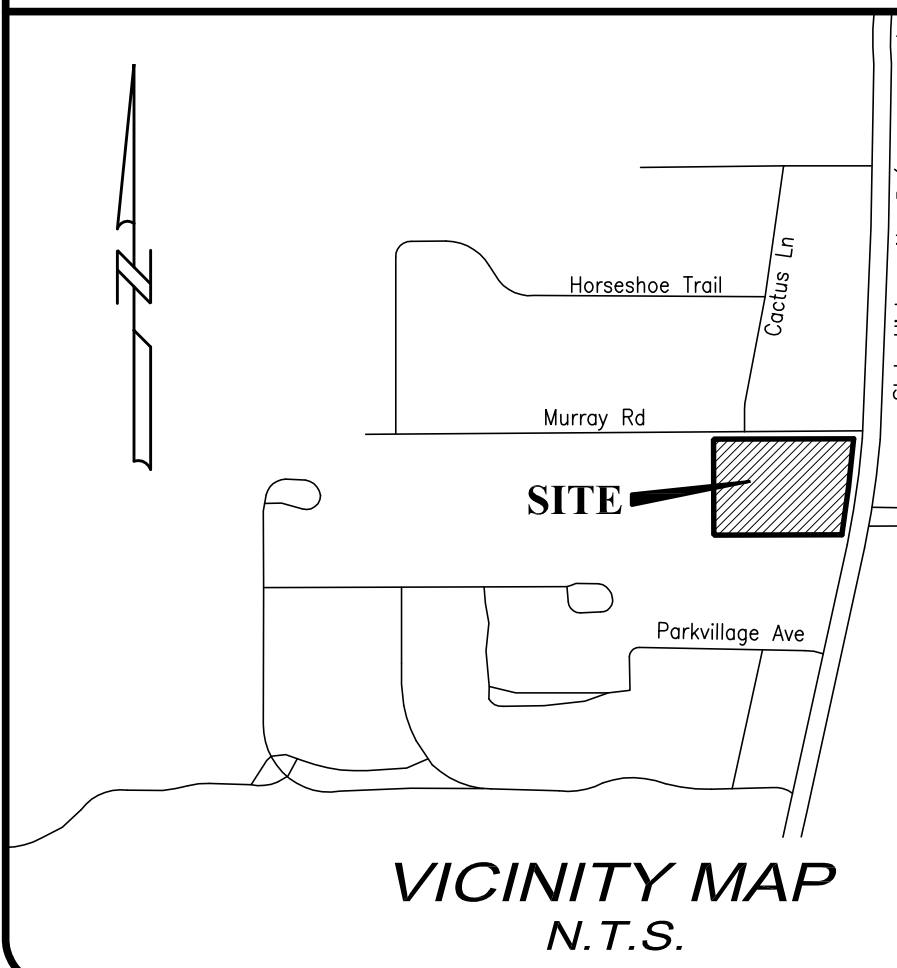 Horseshoe Trail
Cactus Ln
Murray Rd
SITE
Parkvillage Ave
VICINITY MAP
N.T.S.
N